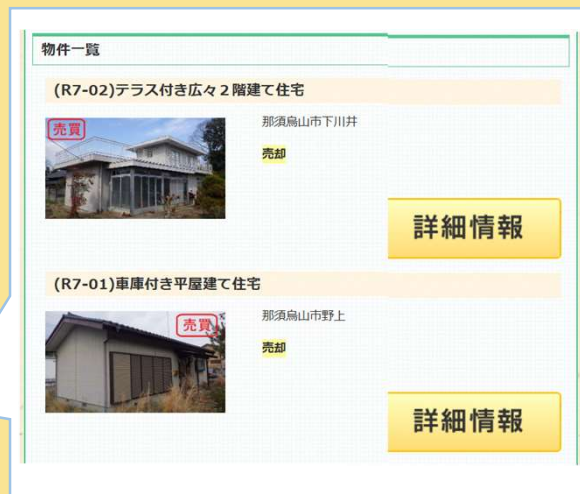 物件一覧
(R7-02)テラス付き広々２階建て住宅
売買
那須烏山市下川井
売却
詳細情報
(R7-01)車庫付き平屋建て住宅
売買
那須烏山市野上
売却
詳細情報